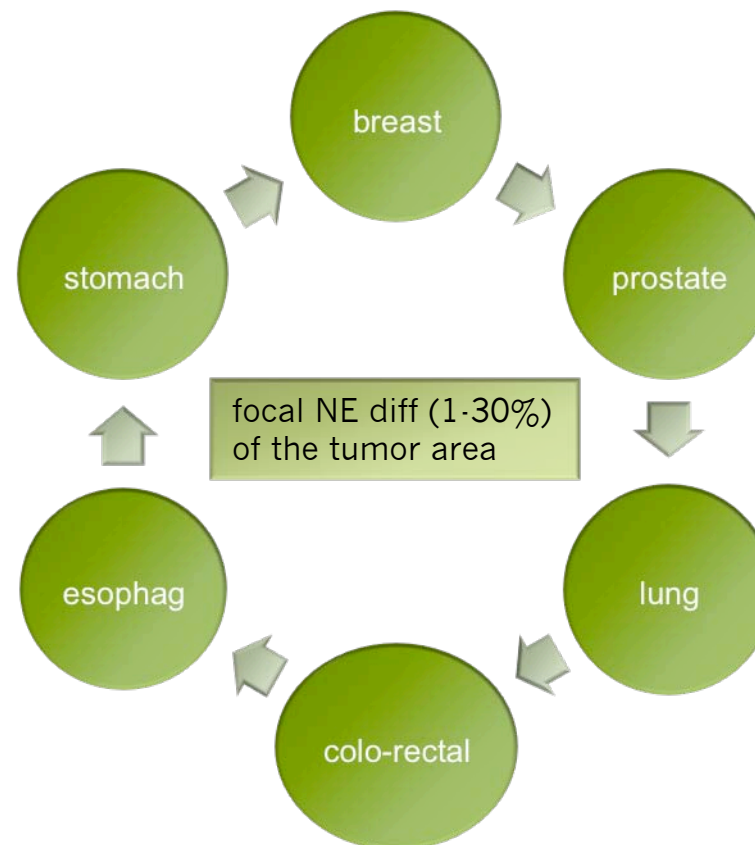 breast
stomach
prostate
focal NE diff (1-30%)
of the tumor area
esophag
lung
colo-rectal